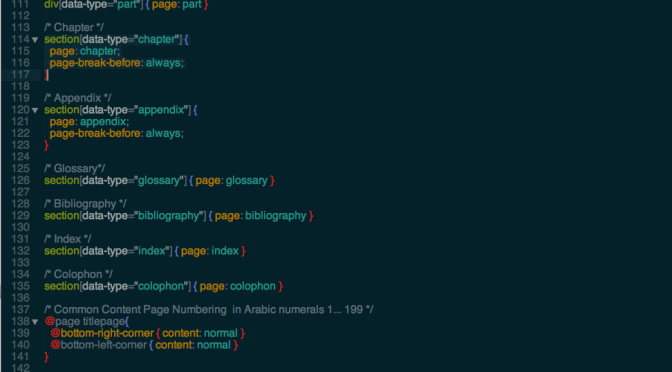 111 div[data-type="part"] { page: part }
112
113 /* Chapter */
114 section[data-type="chapter"] {
115 page: chapter;
116 page-break-before: always;
117 }
118
119 /* Appendix */
120 section[data-type="appendix"] {
121 page: appendix;
122 page-break-before: always;
123 }
124
125 /* Glossary*/
126 section[data-type="glossary"] { page: glossary }
127
128 /* Bibliography */
129 section[data-type="bibliography"] { page: bibliography }
130
131 /* Index */
132 section[data-type="index"] { page: index }
133
134 /* Colophon */
135 section[data-type="colophon"] { page: colophon }
136
137 /* Common Content Page Numbering in Arabic numerals 1... 199 */
138 @page titlepage{
139 @bottom-right-corner { content: normal }
140 @bottom-left-corner { content: normal }
141 }
142